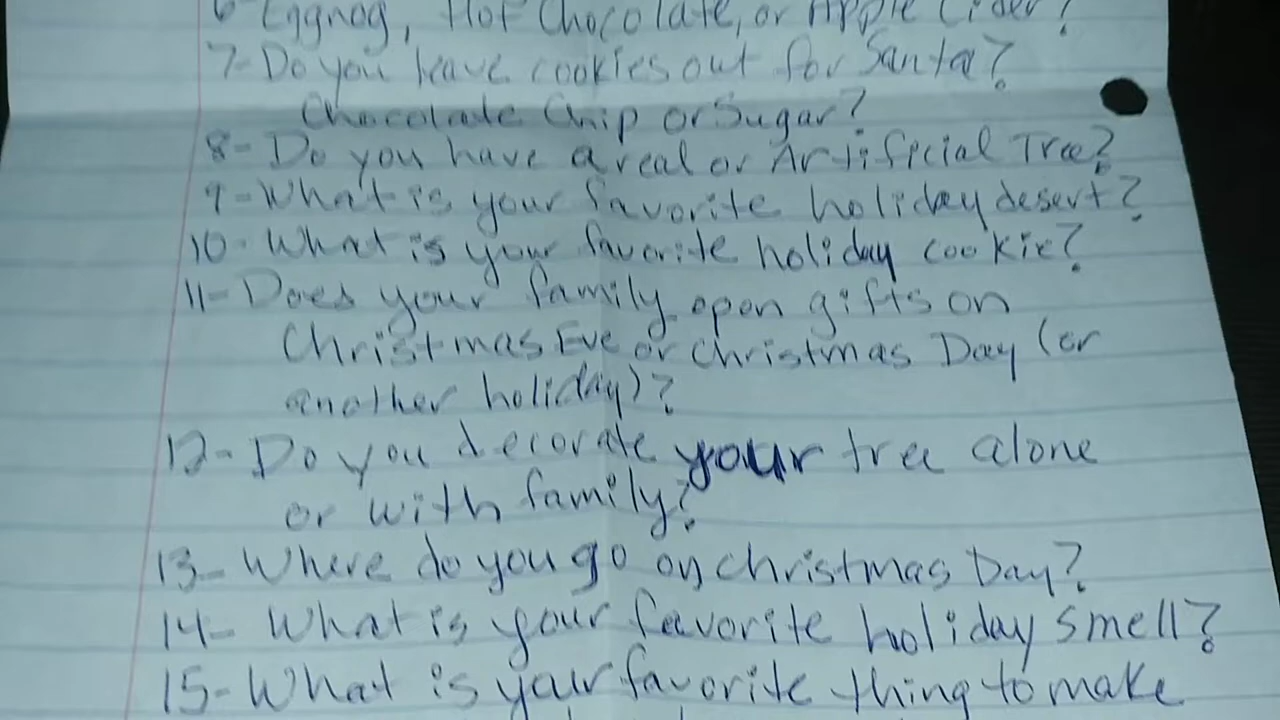 6- Eggnog, Hot Chocolate, or Apple Cider?
7- Do you leave cookies out for Santa?
Chocolate Chip or Sugar?
8- Do you have a real or Artificial Tree?
9- What is your favorite holiday desert?
10- What is your favorite holiday cookie?
11- Does your family open gifts on
Christmas Eve or Christmas Day (or
another holiday)?
12- Do you decorate your tree alone
or with family?
13- Where do you go on Christmas Day?
14- What is your favorite holiday smell?
15- What is your favorite thing to make